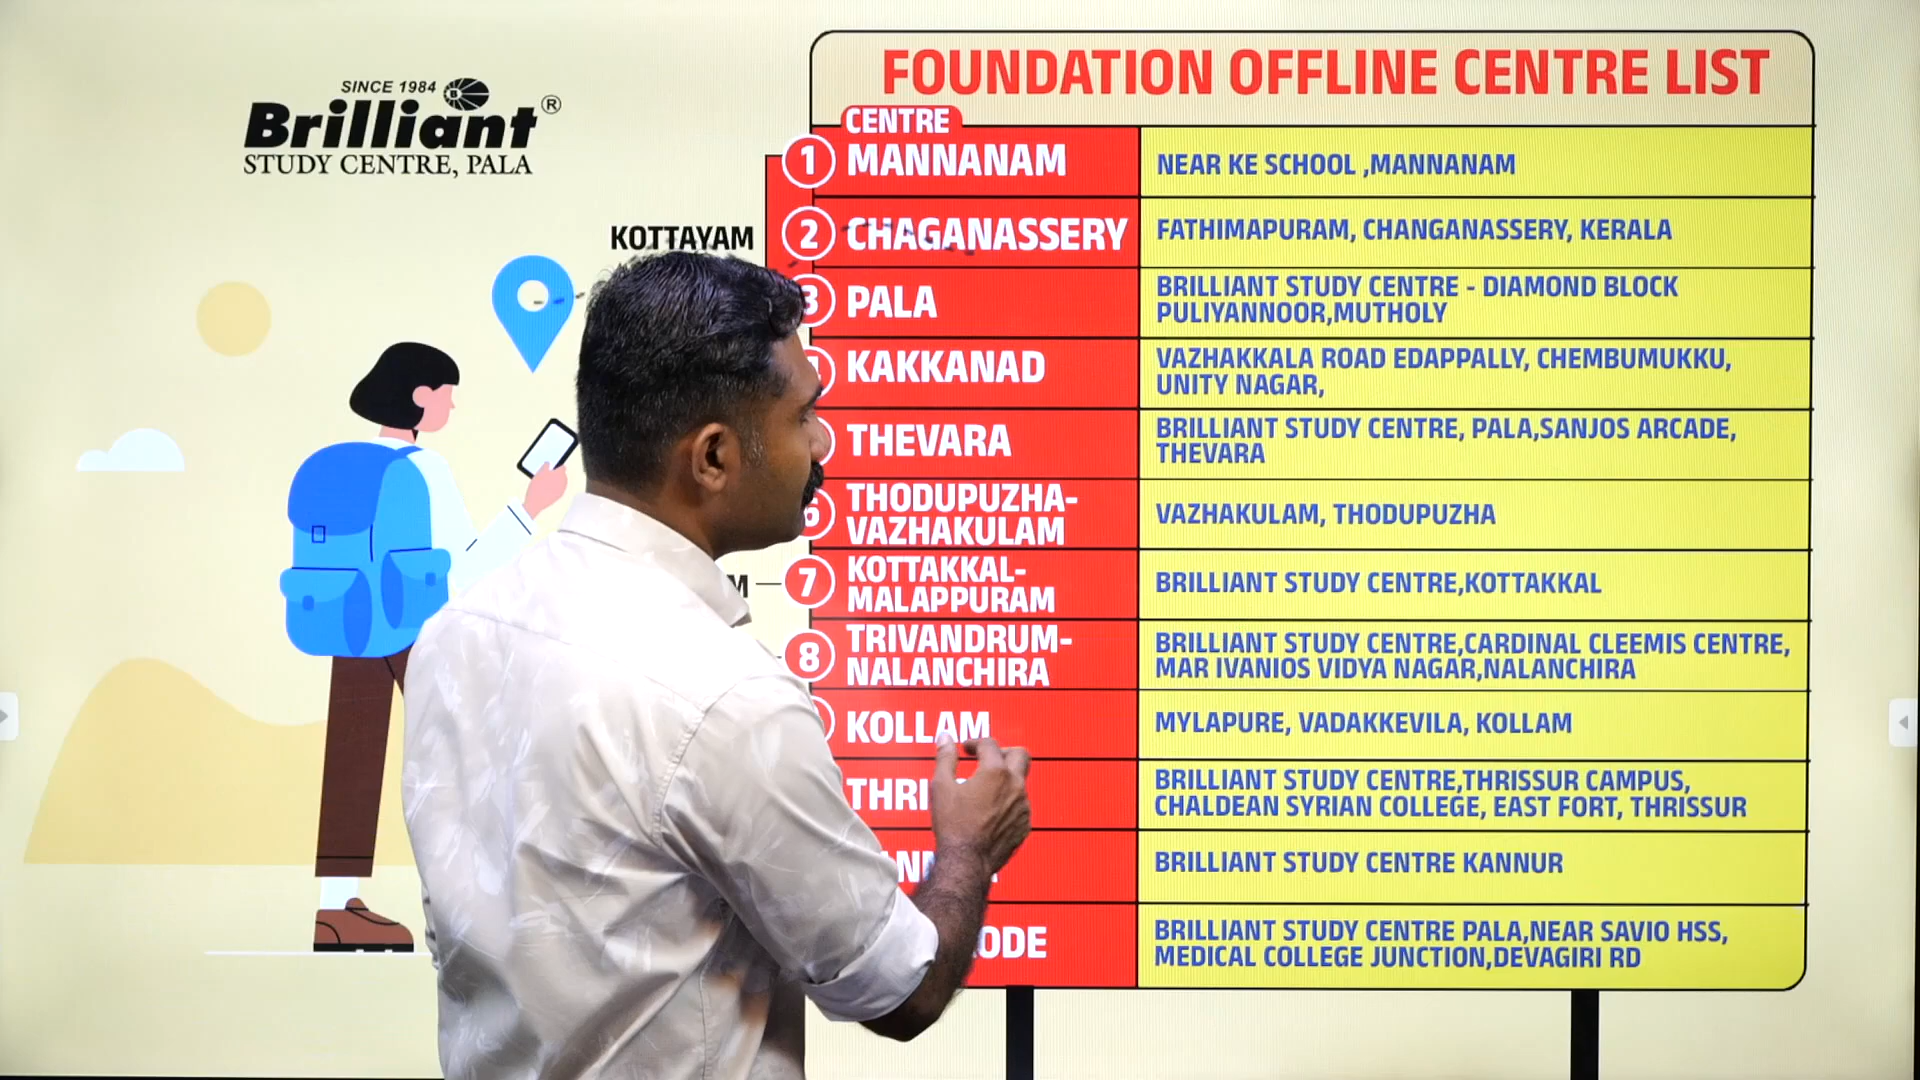 SINCE 1984
Brilliant ®
STUDY CENTRE, PALA
FOUNDATION OFFLINE CENTRE LIST
CENTRE
KOTTAYAM
1 MANNANAM
NEAR KE SCHOOL ,MANNANAM
2 CHAGANASSERY
FATHIMAPURAM, CHANGANASSERY, KERALA
3 PALA
BRILLIANT STUDY CENTRE - DIAMOND BLOCK
PULIYANNOOR,MUTHOLY
KAKKANAD
VAZHAKKALA ROAD EDAPPALLY, CHEMBUMUKKU,
UNITY NAGAR,
THEVARA
BRILLIANT STUDY CENTRE, PALA,SANJOS ARCADE,
THEVARA
6 THODUPUZHA-
VAZHAKULAM
VAZHAKULAM, THODUPUZHA
7 KOTTAKKAL-
MALAPPURAM
BRILLIANT STUDY CENTRE,KOTTAKKAL
8 TRIVANDRUM-
NALANCHIRA
BRILLIANT STUDY CENTRE,CARDINAL CLEEMIS CENTRE,
MAR IVANIOS VIDYA NAGAR,NALANCHIRA
KOLLAM
MYLAPURE, VADAKKEVILA, KOLLAM
BRILLIANT STUDY CENTRE,THRISSUR CAMPUS,
CHALDEAN SYRIAN COLLEGE, EAST FORT, THRISSUR
BRILLIANT STUDY CENTRE KANNUR
BRILLIANT STUDY CENTRE PALA,NEAR SAVIO HSS,
MEDICAL COLLEGE JUNCTION,DEVAGIRI RD